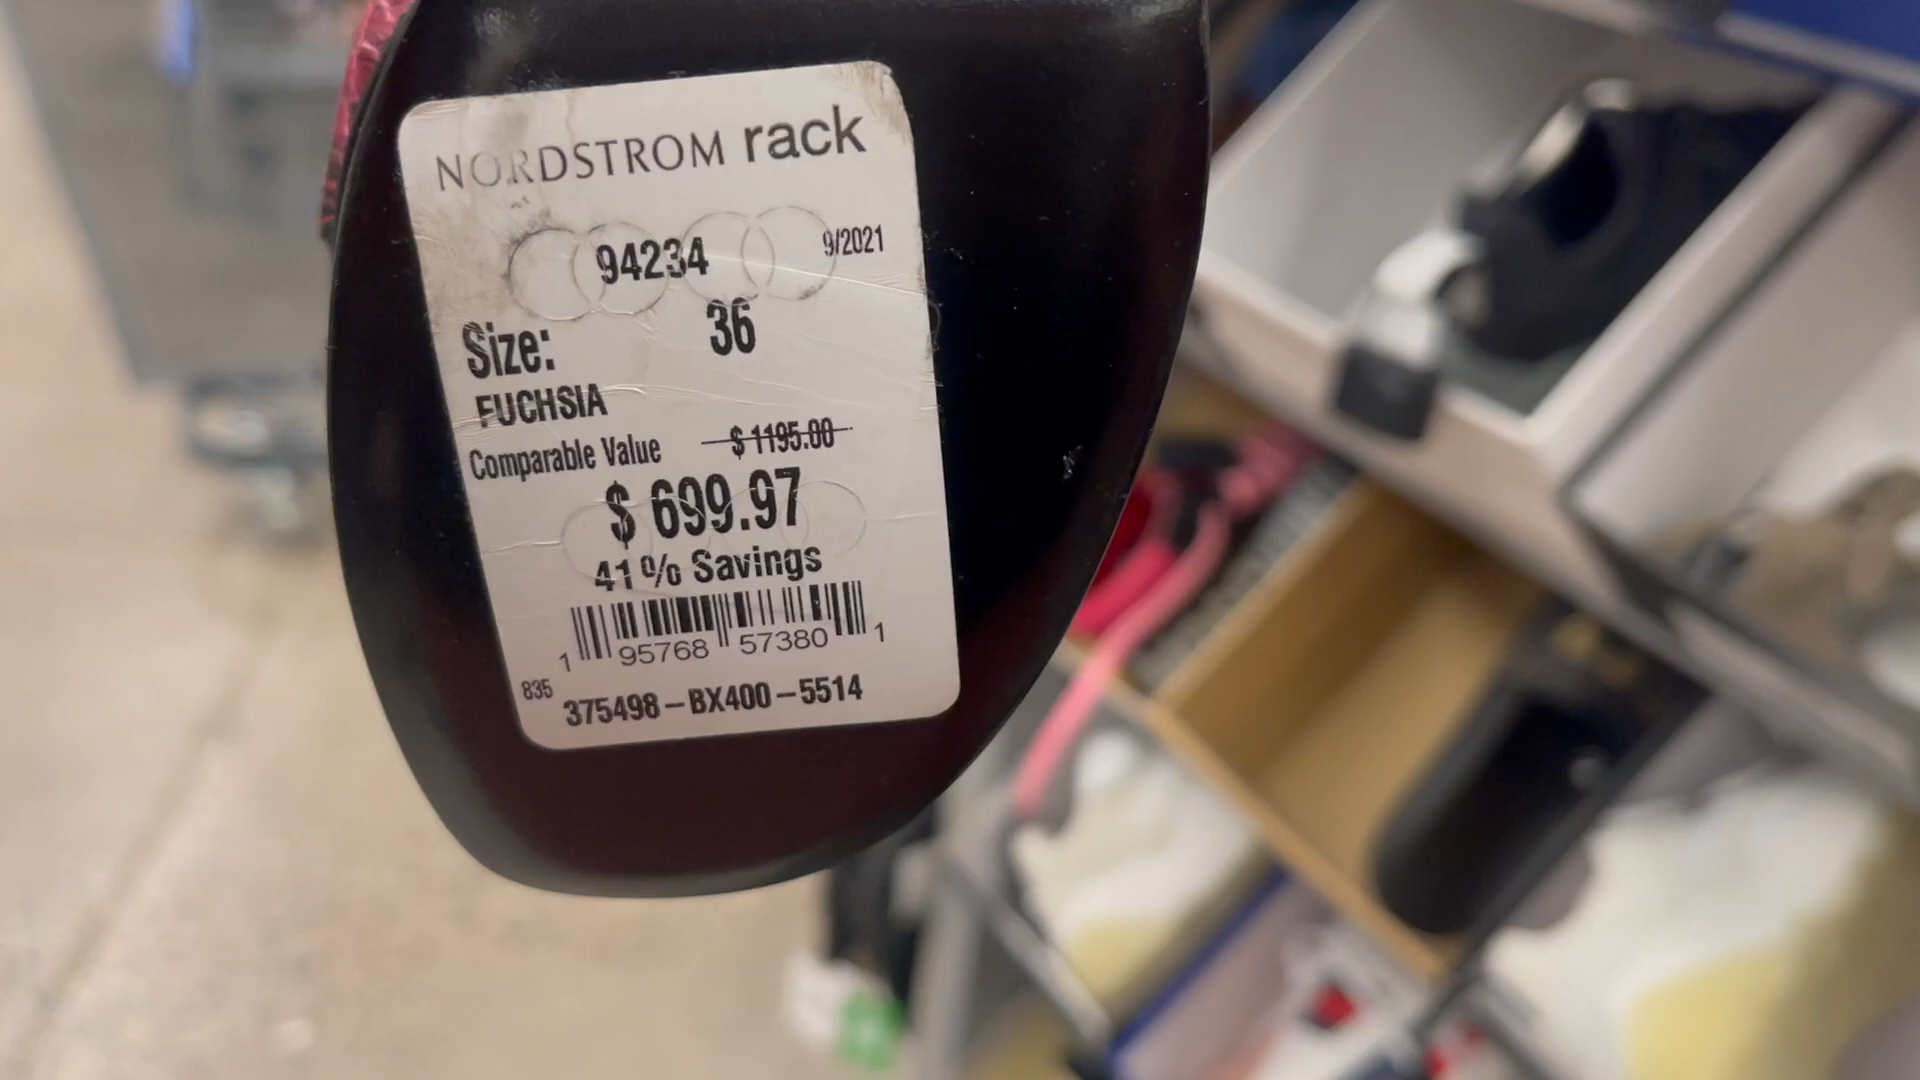 NORDSTROM rack
94234 9/2021
Size: 36
FUCHSIA
Comparable Value $ 1195.00
$ 699.97
41% Savings
1 95768 57380 1
835 375498-BX400-5514